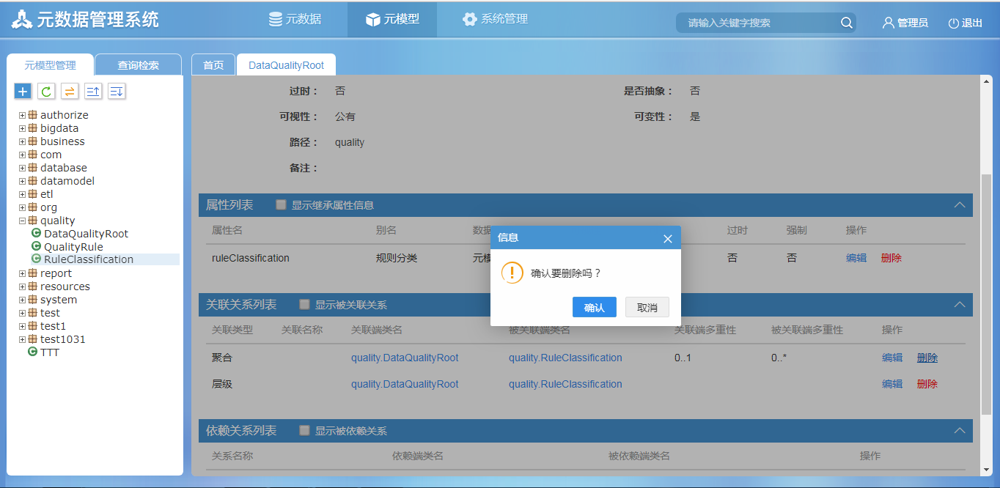 元数据管理系统
元数据
元模型
系统管理
请输入关键字搜索
管理员
退出
元模型管理
查询检索
首页
DataQualityRoot
authorize
bigdata
business
com
database
datamodel
etl
org
quality
DataQualityRoot
QualityRule
RuleClassification
report
resources
system
test
test1
test1031
TTT
过时： 否 是否抽象： 否
可视性： 公有 可变性： 是
路径： quality
备注：
属性列表 显示继承属性信息
属性名 别名 数据 过时 强制 操作
ruleClassification 规则分类 元模 否 否 编辑 删除
信息
确认要删除吗？
确认 取消
关联关系列表 显示被关联关系
关联类型 关联名称 关联端类名 被关联端类名 关联端多重性 被关联端多重性 操作
聚合 quality.DataQualityRoot quality.RuleClassification 0..1 0..* 编辑 删除
层级 quality.DataQualityRoot quality.RuleClassification 编辑 删除
依赖关系列表 显示被依赖关系
关系名称 依赖端类名 被依赖端类名 操作